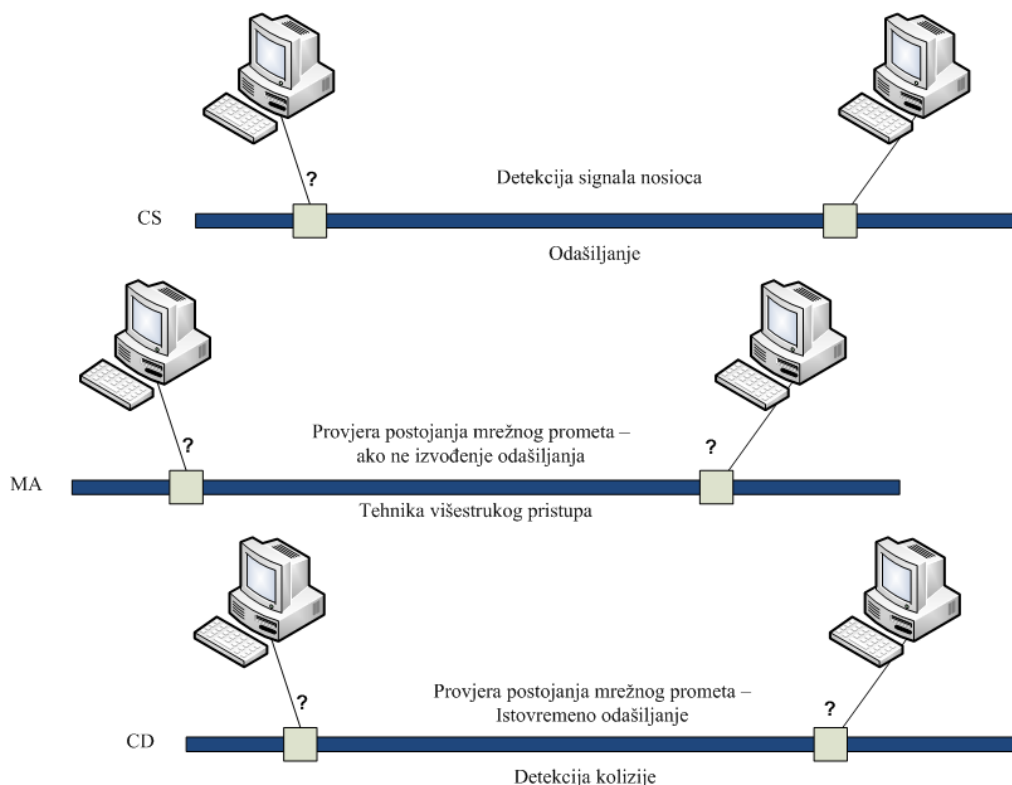 ?
Detekcija signala nosioca
CS
Odašiljanje
?
?
Provjera postojanja mrežnog prometa –
ako ne izvođenje odašiljanja
MA
Tehnika višestrukog pristupa
?
?
Provjera postojanja mrežnog prometa –
Istovremeno odašiljanje
CD
Detekcija kolizije